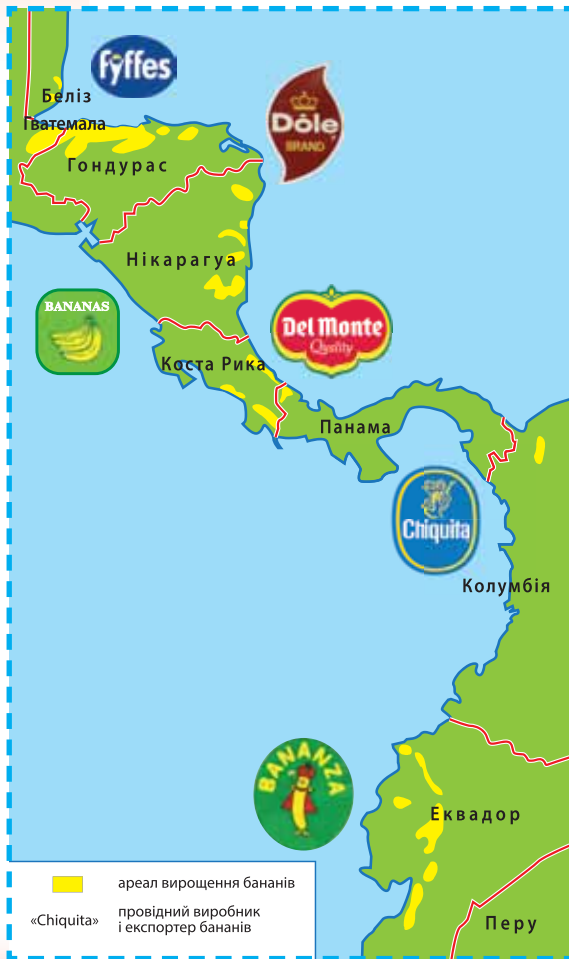 fyffes
Беліз
Гватемала
Dole
BRAND
Гондурас
Нікарагуа
BANANAS
Del Monte
Quality
Коста Рика
Панама
Chiquita
Колумбія
BANANZA
Еквадор
ареал вирощення бананів
«Chiquita»
провідний виробник
і експортер бананів
Перу